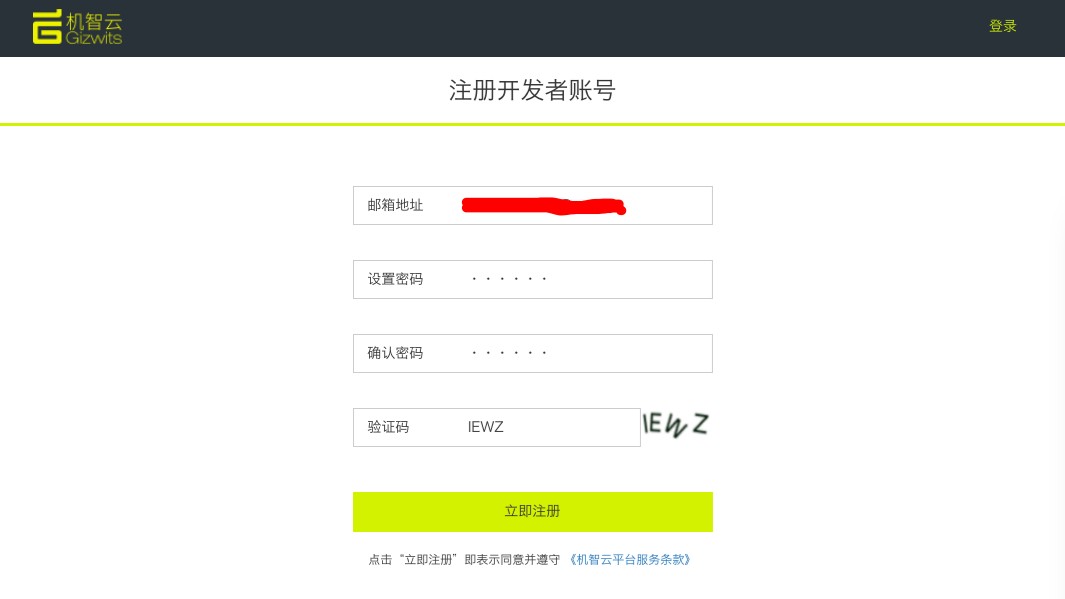 机智云
Gizwits
登录
注册开发者账号
邮箱地址
设置密码 ······
确认密码 ······
验证码 IEWZ IEWZ
立即注册
点击“立即注册”即表示同意并遵守《机智云平台服务条款》